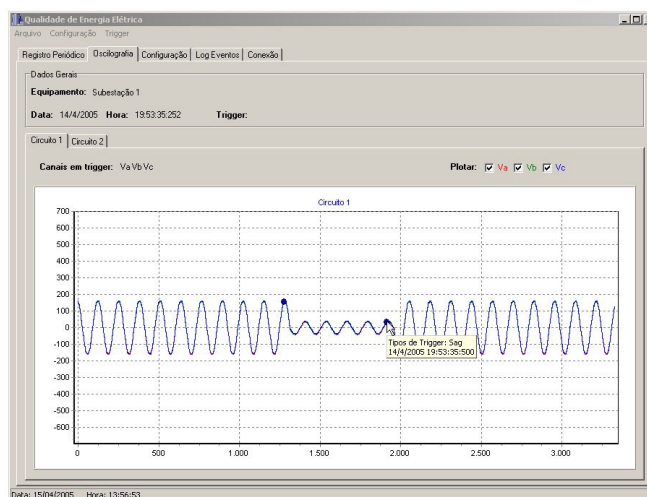 Qualidade de Energia Elétrica
Arquivo Configuração Trigger
Registro Periódico Oscilografia Configuração Log Eventos Conexão
Dados Gerais
Equipamento: Subestação 1
Data: 14/4/2005 Hora: 19:53:35:252 Trigger:
Circuito 1 Circuito 2
Canais em trigger: Va Vb Vc Plotar: Va Vb Vc
Circuito 1
700
600
500
400
300
200
100
0
-100
-200
-300
-400
-500
-600
Tipos de Trigger: Sag
14/4/2005 19:53:35:500
0 500 1.000 1.500 2.000 2.500 3.000
Data: 15/04/2005 Hora: 13:56:53